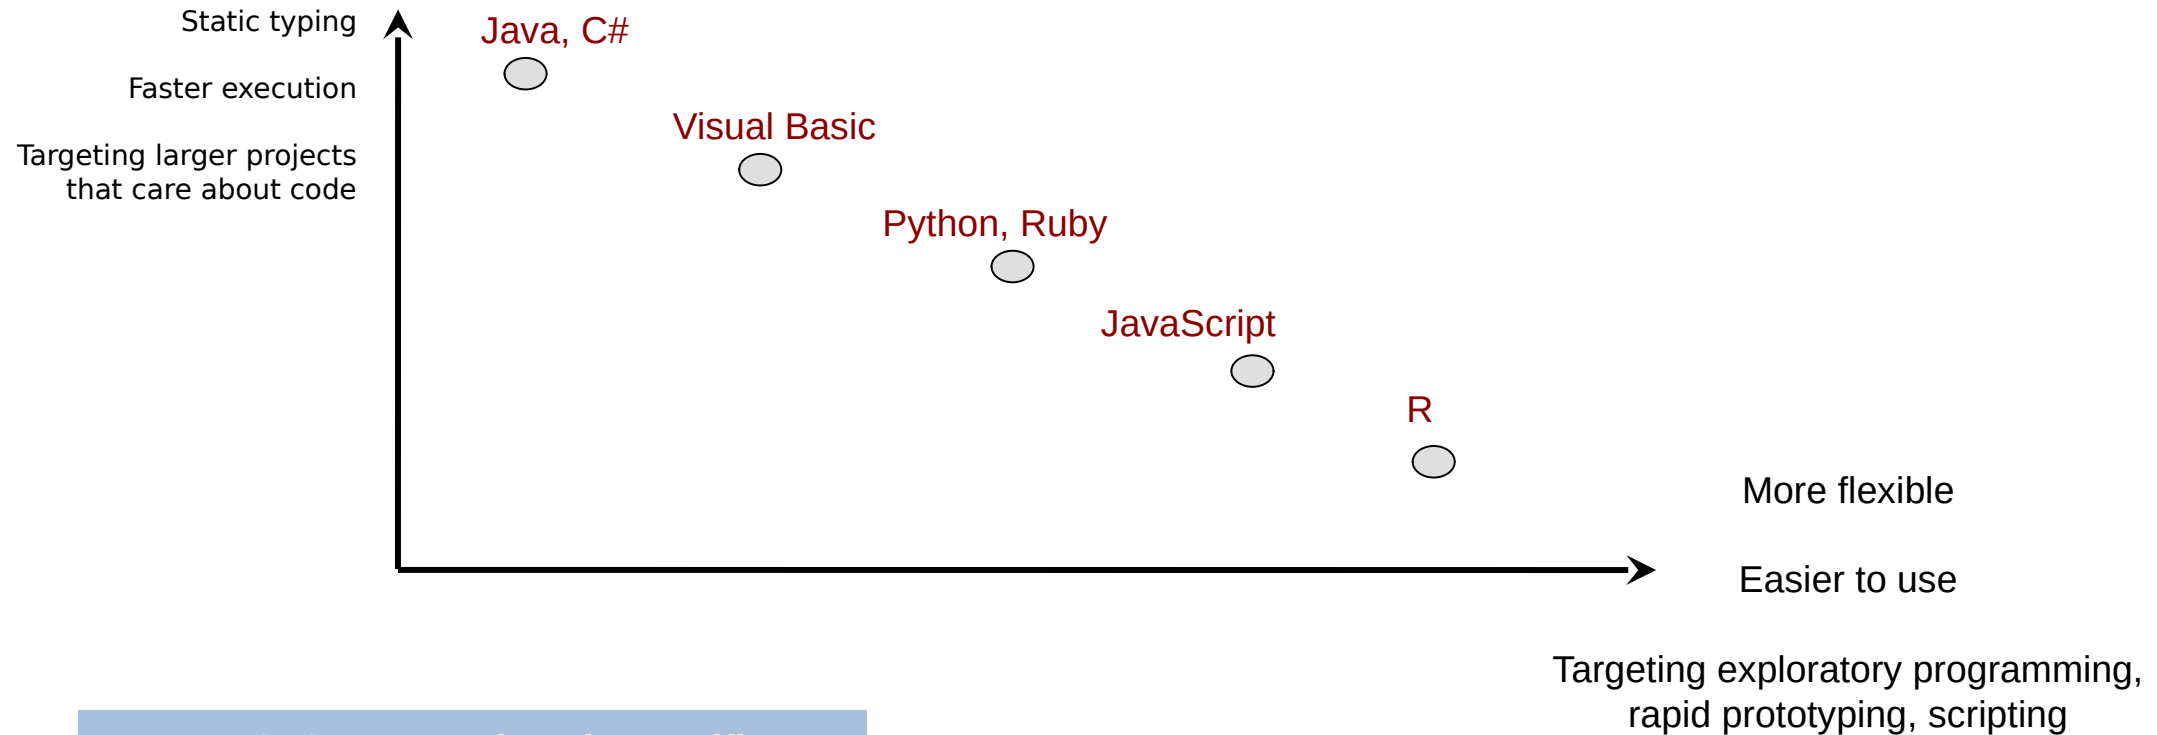 Static typing
Java, C#
Faster execution
Visual Basic
Targeting larger projects
that care about code
Python, Ruby
JavaScript
R
More flexible
Easier to use
Targeting exploratory programming,
rapid prototyping, scripting